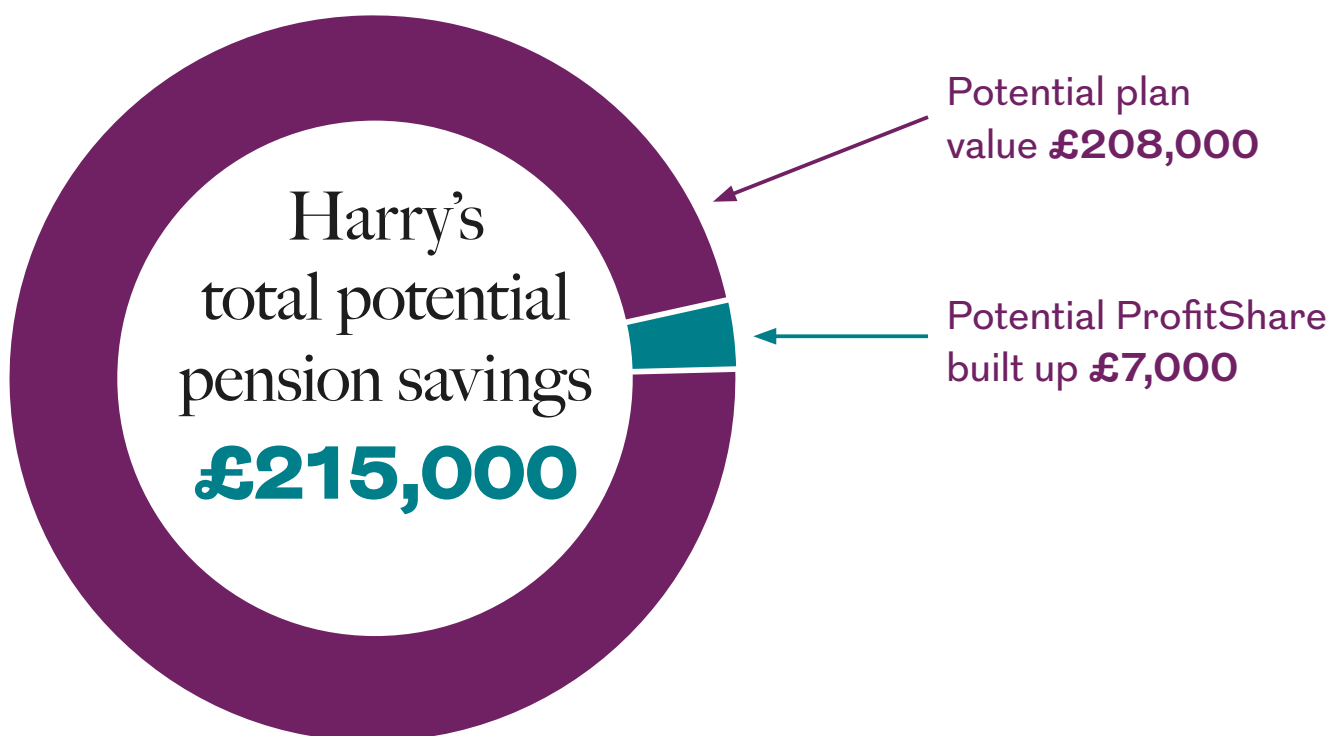 Harry’s
total potential
pension savings
£215,000
Potential plan
value £208,000
Potential ProfitShare
built up £7,000